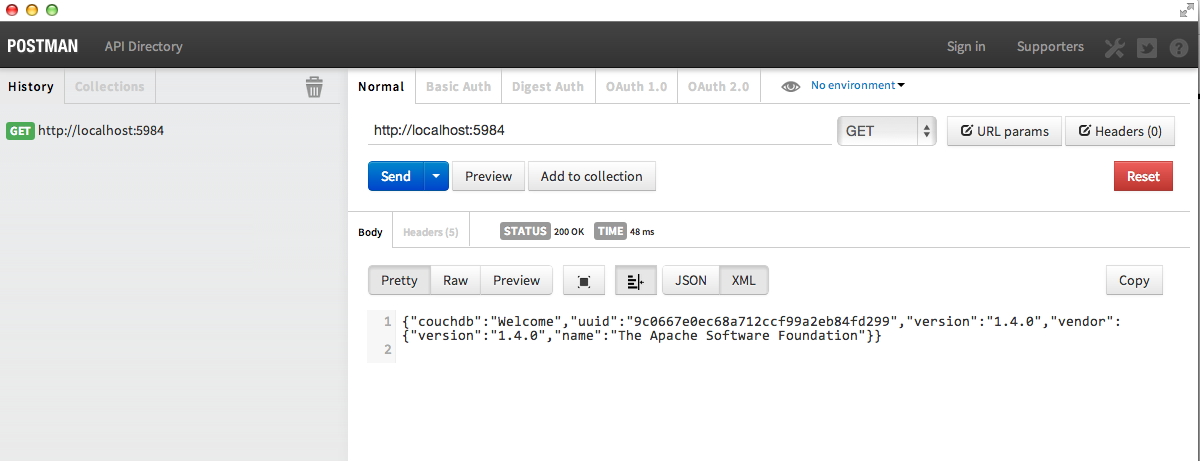 POSTMAN API Directory Sign in Supporters
History Collections
GET http://localhost:5984
Normal Basic Auth Digest Auth OAuth 1.0 OAuth 2.0 No environment
http://localhost:5984 GET URL params Headers (0)
Send Preview Add to collection Reset
Body Headers (5) STATUS 200 OK TIME 48 ms
Pretty Raw Preview JSON XML Copy
1 {"couchdb":"Welcome","uuid":"9c0667e0ec68a712ccf99a2eb84fd299","version":"1.4.0","vendor":
{"version":"1.4.0","name":"The Apache Software Foundation"}}
2